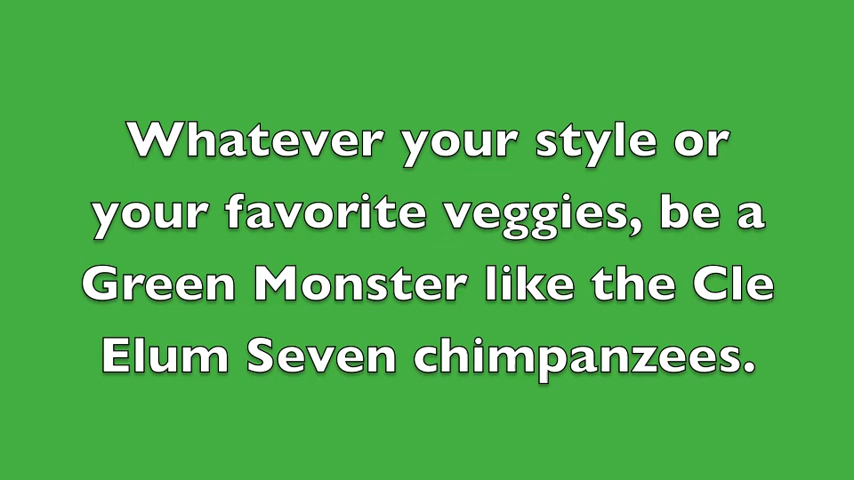 Whatever your style or
your favorite veggies, be a
Green Monster like the Cle
Elum Seven chimpanzees.